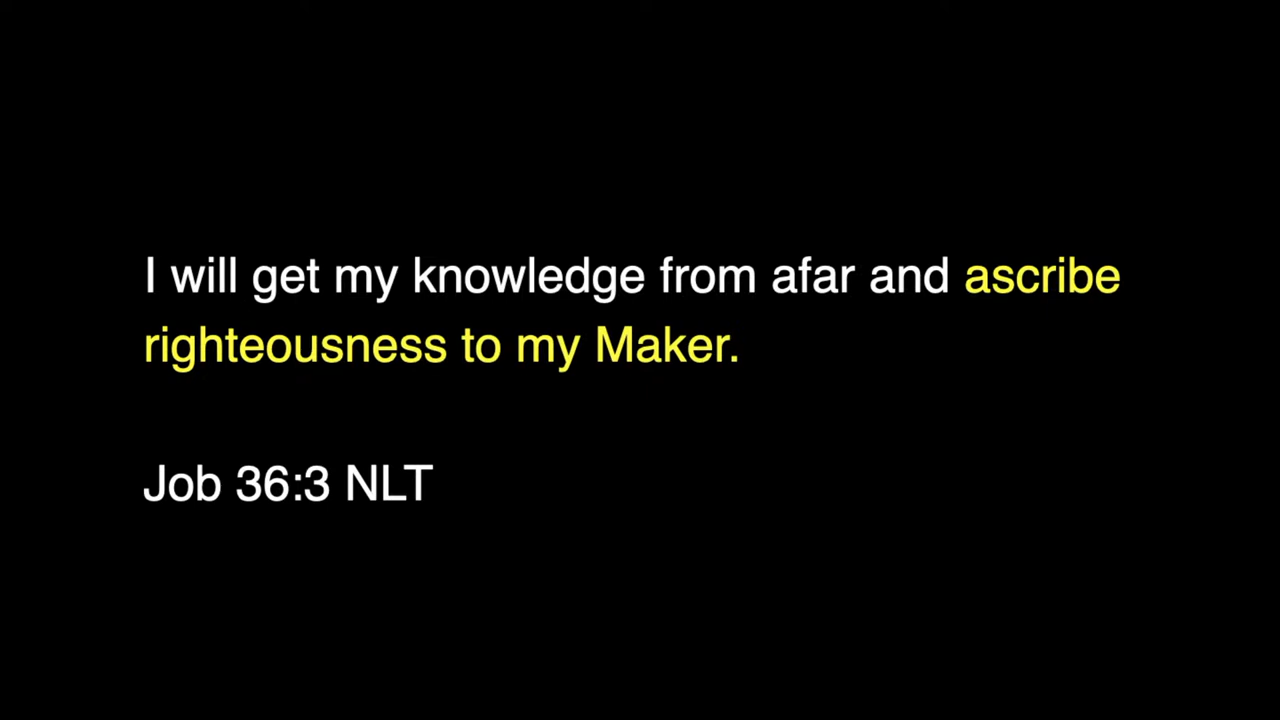 I will get my knowledge from afar and ascribe
righteousness to my Maker.
Job 36:3 NLT